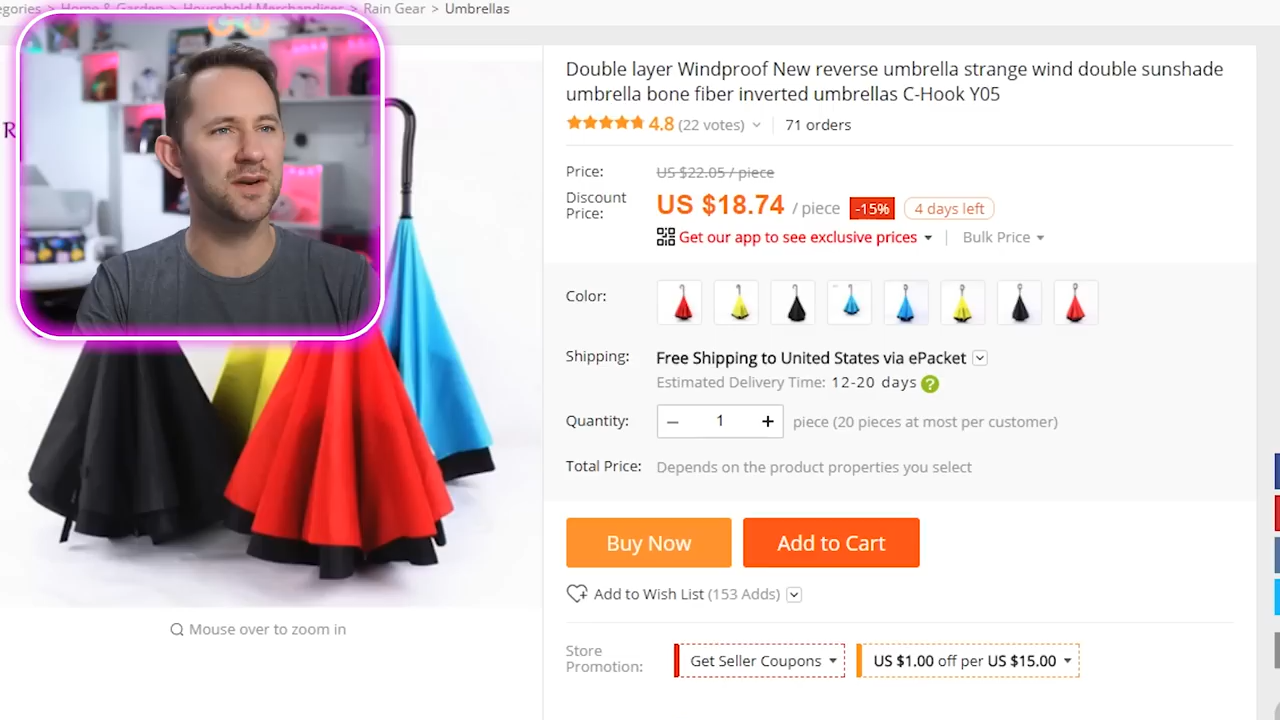 egories > Home & Garden > Household Merchandises > Rain Gear > Umbrellas
R
Double layer Windproof New reverse umbrella strange wind double sunshade
umbrella bone fiber inverted umbrellas C-Hook Y05
4.8 (22 votes) 71 orders
Price: US $22.05 / piece
Discount
Price:
US $18.74 / piece -15% 4 days left
Get our app to see exclusive prices Bulk Price
Color:
Shipping: Free Shipping to United States via ePacket
Estimated Delivery Time: 12-20 days ?
Quantity: – 1 + piece (20 pieces at most per customer)
Total Price: Depends on the product properties you select
Buy Now Add to Cart
Add to Wish List (153 Adds)
Mouse over to zoom in
Store
Promotion:
Get Seller Coupons US $1.00 off per US $15.00